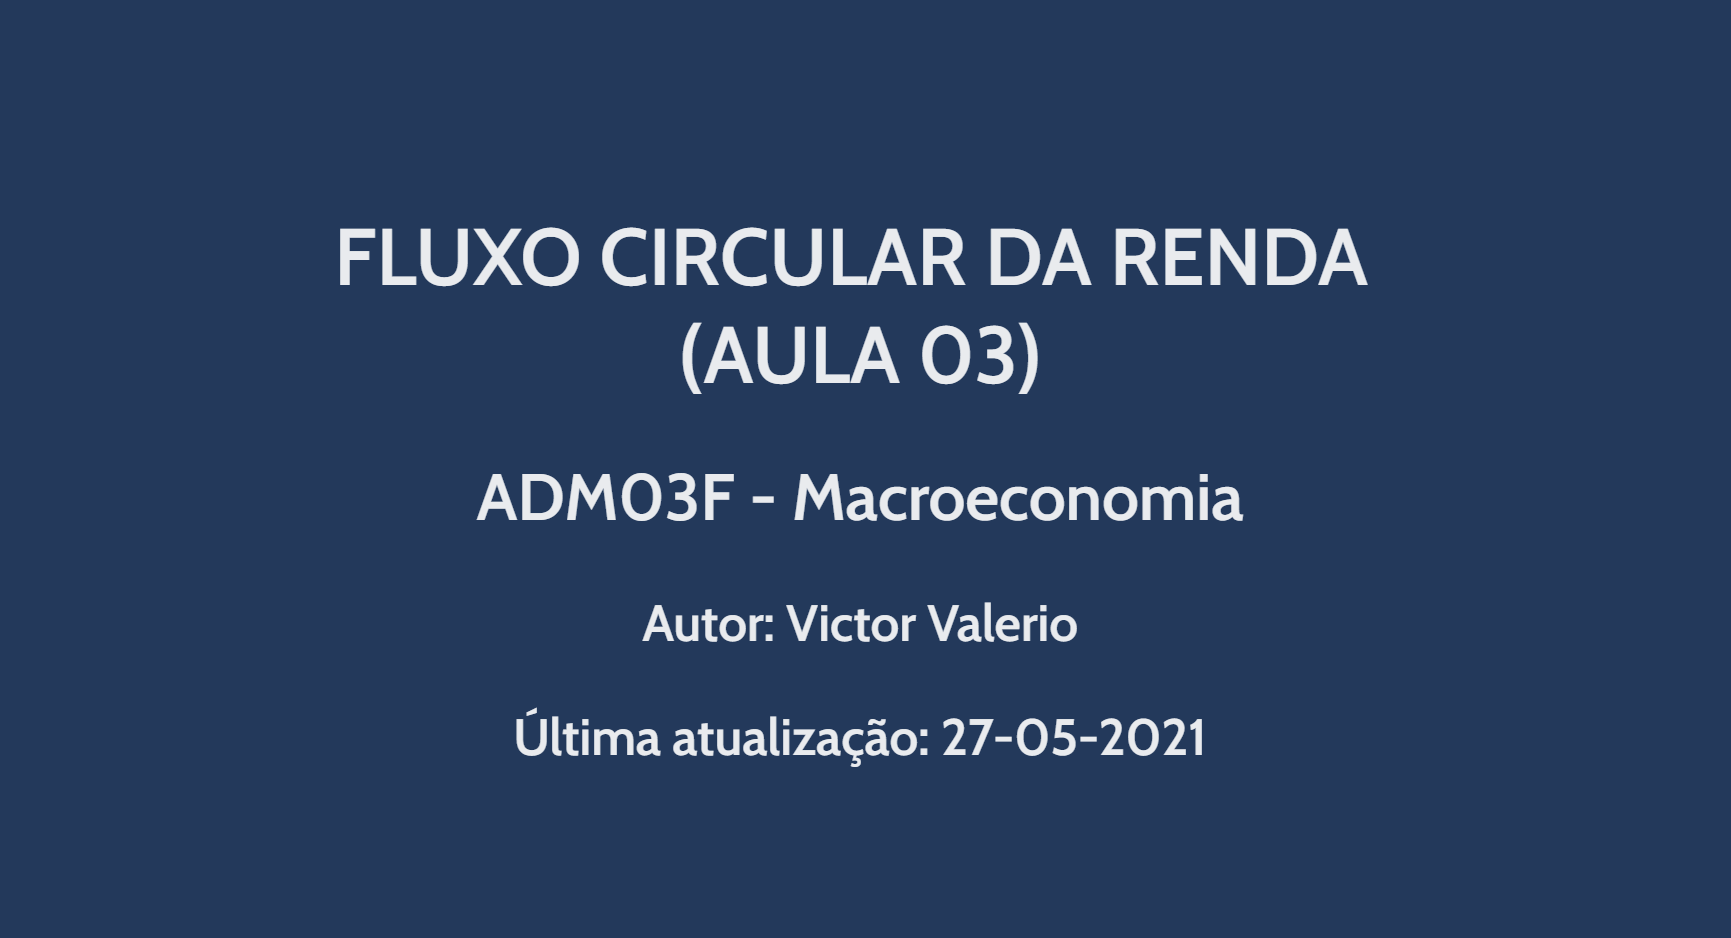 FLUXO CIRCULAR DA RENDA
(AULA 03)
ADM03F - Macroeconomia
Autor: Victor Valerio
Última atualização: 27-05-2021